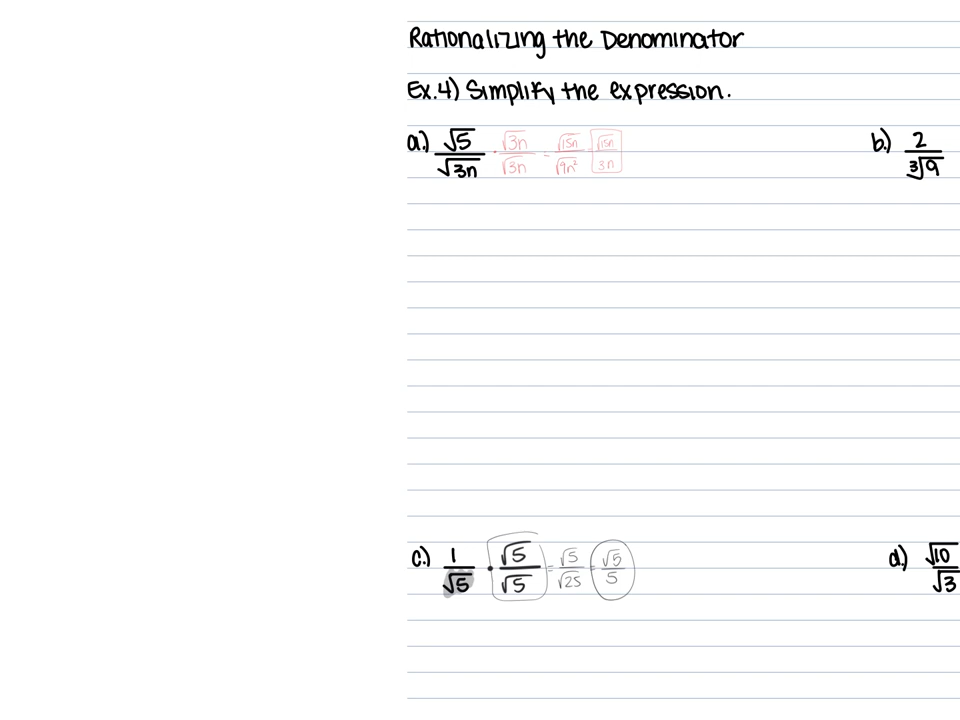 Rationalizing the Denominator
Ex.4) Simplify the expression.
a.) √5/√3n · √3n/√3n = √15n/√9n² = √15n/3n
b.) 2/³√9
c.) 1/√5 • √5/√5 = √5/√25 = √5/5
d.) √10/√3